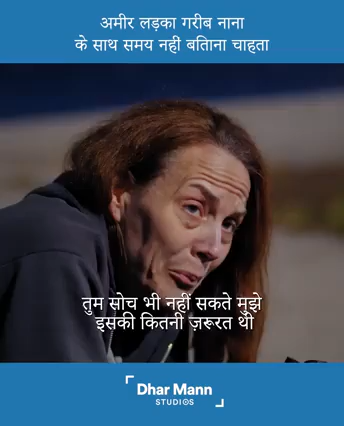 अमीर लड़का गरीब नाना
के साथ समय नहीं बिताना चाहता
तुम सोच भी नहीं सकते मुझे
इसकी कितनी ज़रूरत थी
Dhar Mann
STUDIOS